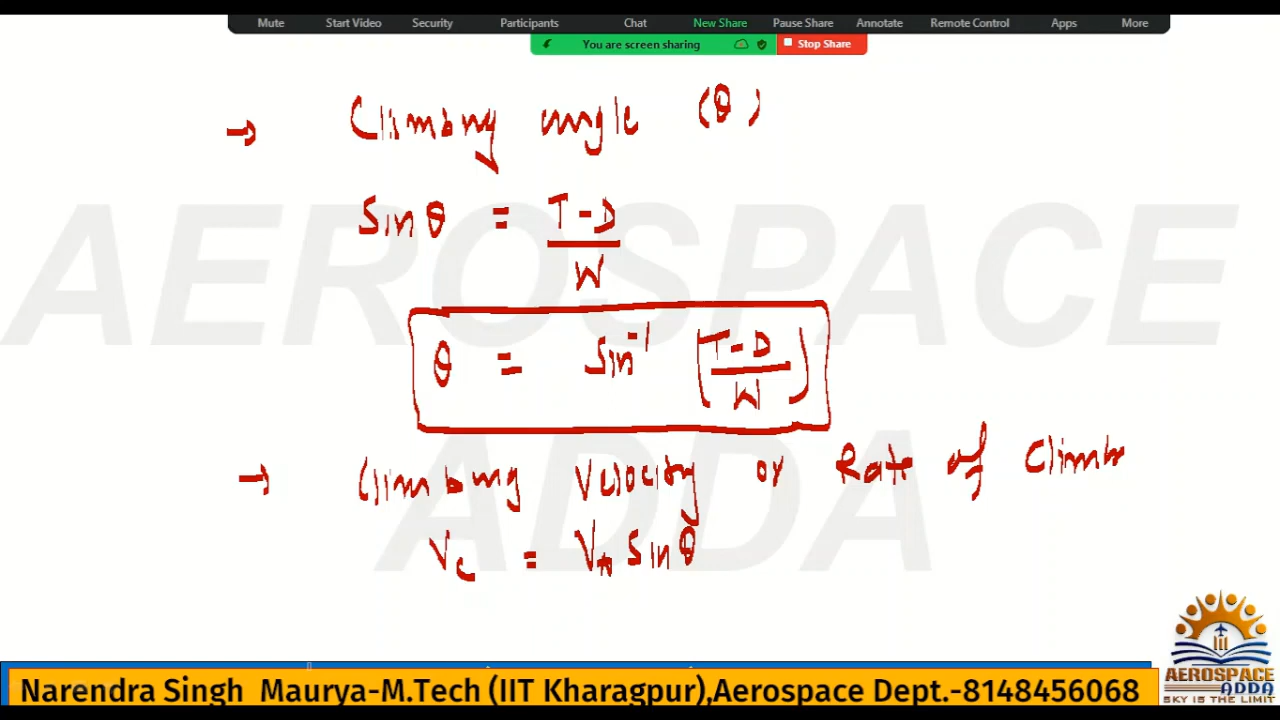 Mute Start Video Security Participants Chat New Share Pause Share Annotate Remote Control Apps More
You are screen sharing Stop Share
→ Climbing angle (θ)
Sinθ = T-D
W
θ = Sin⁻¹ (T-D
W)
→ Climbing Velocity or Rate of Climb
Vc = V∞ Sinθ
AEROSPACE
ADDA
Narendra Singh Maurya-M.Tech (IIT Kharagpur),Aerospace Dept.-8148456068
AEROSPACE
ADDA
SKY IS THE LIMIT